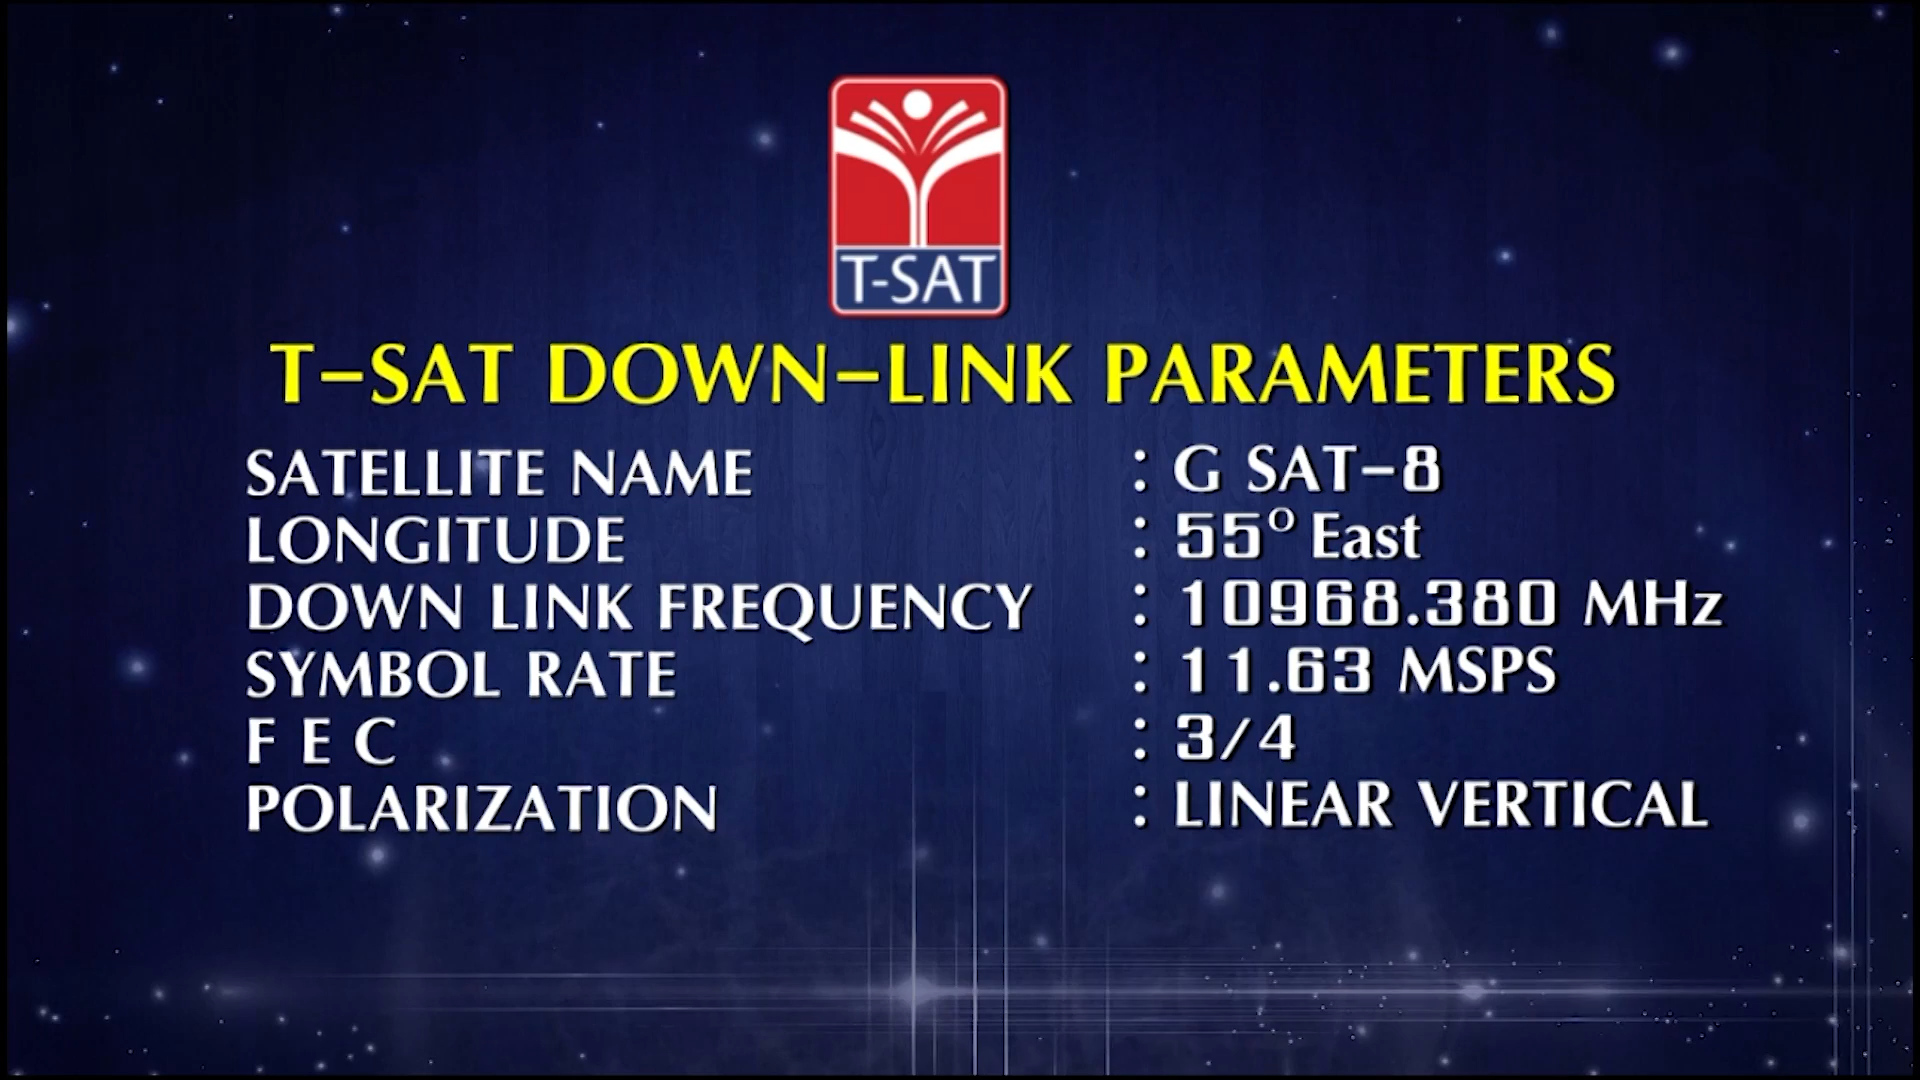 T-SAT
T-SAT DOWN-LINK PARAMETERS
SATELLITE NAME : G SAT-8
LONGITUDE : 55° East
DOWN LINK FREQUENCY : 10968.380 MHz
SYMBOL RATE : 11.63 MSPS
F E C : 3/4
POLARIZATION : LINEAR VERTICAL